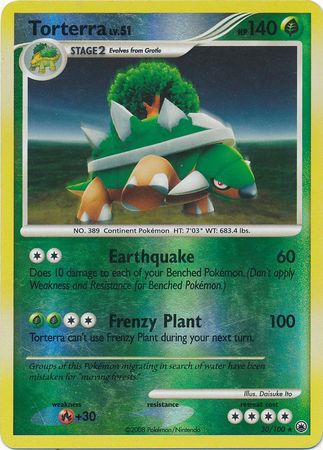 Torterra LV.51
HP 140
STAGE 2 Evolves from Grotle
NO. 389 Continent Pokémon HT: 7'03" WT: 683.4 lbs.
Earthquake 60
Does 10 damage to each of your Benched Pokémon. (Don't apply
Weakness and Resistance for Benched Pokémon.)
Frenzy Plant 100
Torterra can't use Frenzy Plant during your next turn.
Groups of this Pokémon migrating in search of water have
been mistaken for "moving forests."
Illus. Daisuke Ito
weakness resistance retreat cost
+30
©2008 Pokémon/Nintendo
30/100 ★